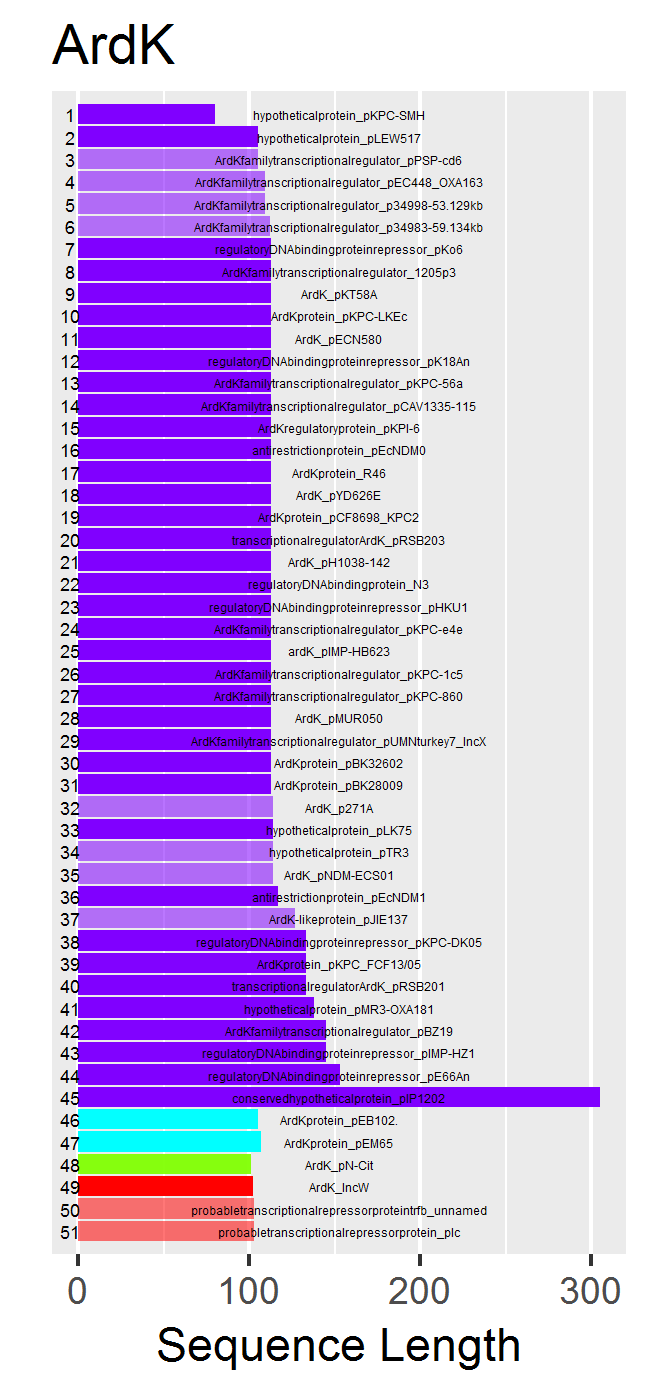 ArdK
1 hypotheticalprotein_pKPC-SMH
2 hypotheticalprotein_pLEW517
3 ArdKfamilytranscriptionalregulator_pPSP-cd6
4 ArdKfamilytranscriptionalregulator_pEC448_OXA163
5 ArdKfamilytranscriptionalregulator_p34998-53.129kb
6 ArdKfamilytranscriptionalregulator_p34983-59.134kb
7 regulatoryDNAbindingproteinrepressor_pKo6
8 ArdKfamilytranscriptionalregulator_1205p3
9 ArdK_pKT58A
10 ArdKprotein_pKPC-LKEc
11 ArdK_pECN580
12 regulatoryDNAbindingproteinrepressor_pK18An
13 ArdKfamilytranscriptionalregulator_pKPC-56a
14 ArdKfamilytranscriptionalregulator_pCAV1335-115
15 ArdKregulatoryprotein_pKPI-6
16 antirestrictionprotein_pEcNDM0
17 ArdKprotein_R46
18 ArdK_pYD626E
19 ArdKprotein_pCF8698_KPC2
20 transcriptionalregulatorArdK_pRSB203
21 ArdK_pH1038-142
22 regulatoryDNAbindingprotein_N3
23 regulatoryDNAbindingproteinrepressor_pHKU1
24 ArdKfamilytranscriptionalregulator_pKPC-e4e
25 ardK_pIMP-HB623
26 ArdKfamilytranscriptionalregulator_pKPC-1c5
27 ArdKfamilytranscriptionalregulator_pKPC-860
28 ArdK_pMUR050
29 ArdKfamilytranscriptionalregulator_pUMNturkey7_IncX
30 ArdKprotein_pBK32602
31 ArdKprotein_pBK28009
32 ArdK_p271A
33 hypotheticalprotein_pLK75
34 hypotheticalprotein_pTR3
35 ArdK_pNDM-ECS01
36 antirestrictionprotein_pEcNDM1
37 ArdK-likeprotein_pJIE137
38 regulatoryDNAbindingproteinrepressor_pKPC-DK05
39 ArdKprotein_pKPC_FCF13/05
40 transcriptionalregulatorArdK_pRSB201
41 hypotheticalprotein_pMR3-OXA181
42 ArdKfamilytranscriptionalregulator_pBZ19
43 regulatoryDNAbindingproteinrepressor_pIMP-HZ1
44 regulatoryDNAbindingproteinrepressor_pE66An
45 conservedhypotheticalprotein_pIP1202
46 ArdKprotein_pEB102.
47 ArdKprotein_pEM65
48 ArdK_pN-Cit
49 ArdK_IncW
50 probabletranscriptionalrepressorproteintrfb_unnamed
51 probabletranscriptionalrepressorprotein_plc
0 100 200 300
Sequence Length